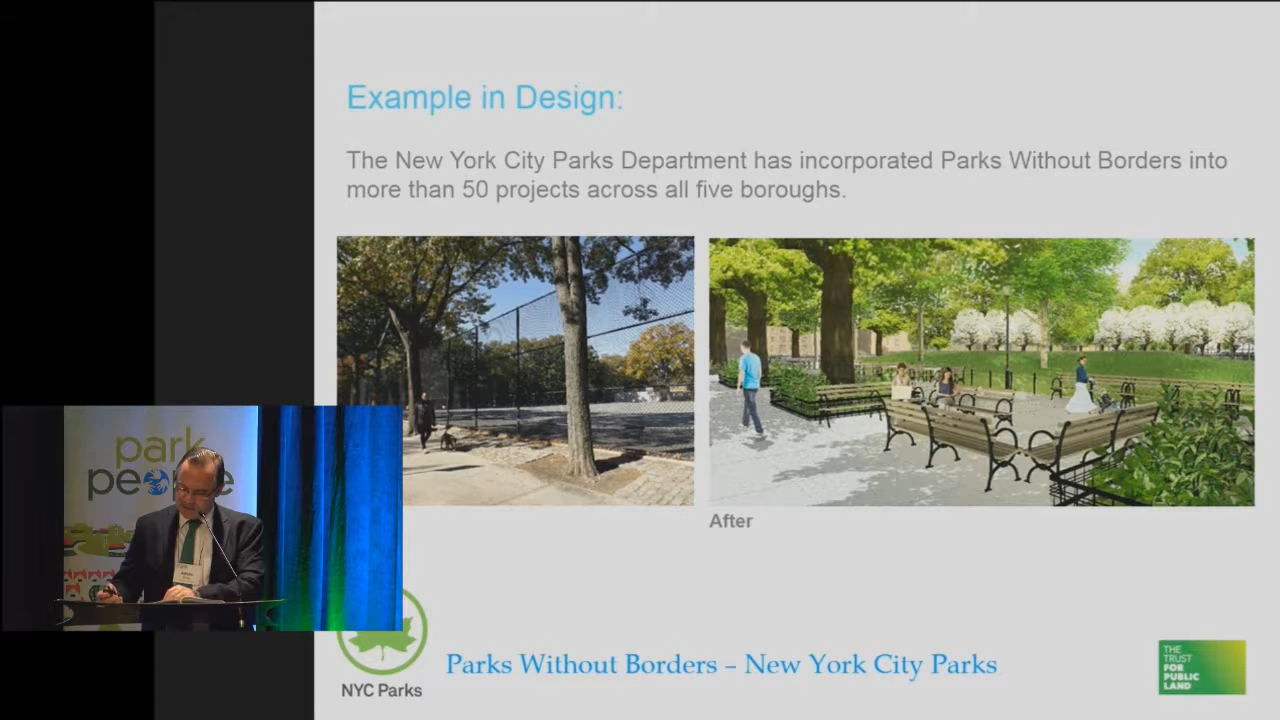 Example in Design:
The New York City Parks Department has incorporated Parks Without Borders into
more than 50 projects across all five boroughs.
After
park
people
NYC Parks
Parks Without Borders – New York City Parks
THE
TRUST
FOR
PUBLIC
LAND